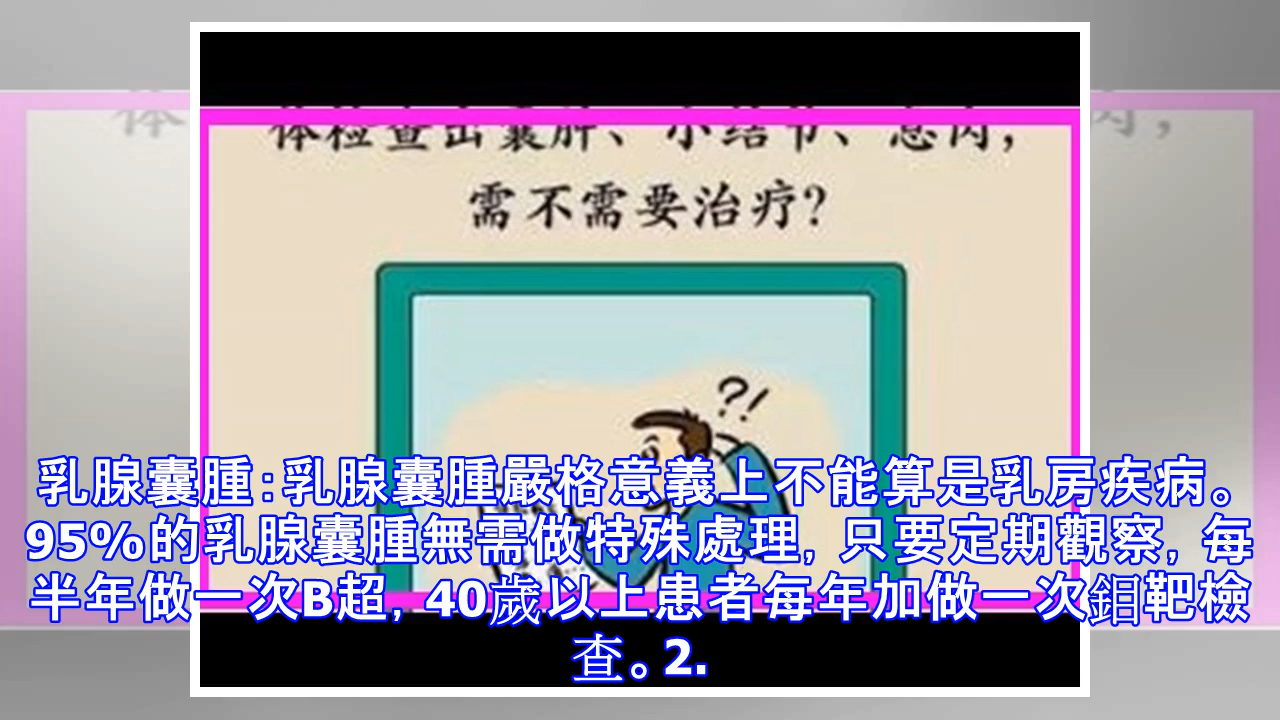 体检查出囊肿、小结节、息肉，
需不需要治疗?
?!
乳腺囊腫:乳腺囊腫嚴格意義上不能算是乳房疾病。
95%的乳腺囊腫無需做特殊處理, 只要定期觀察, 每
半年做一次B超, 40歲以上患者每年加做一次鉬靶檢
查。2.